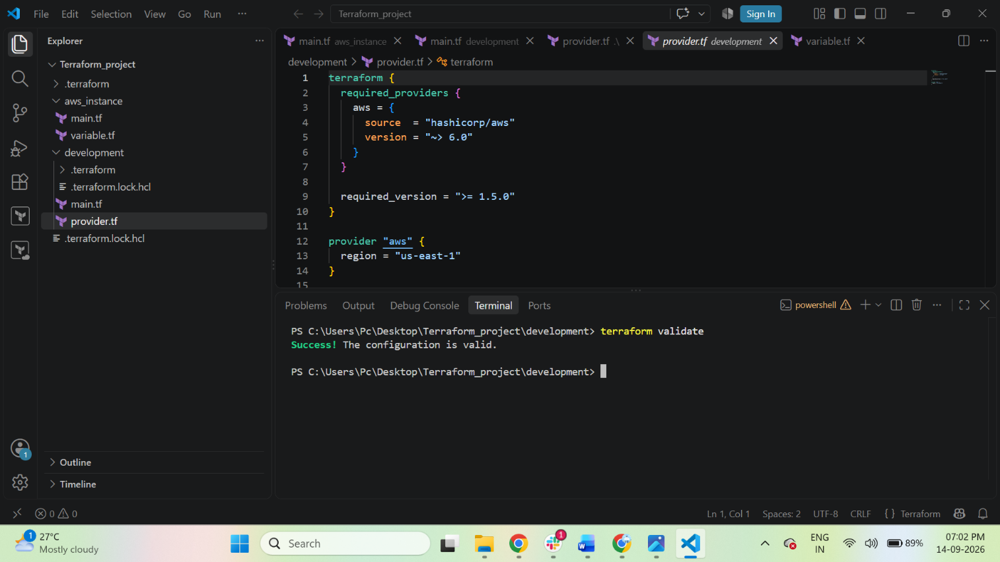 File Edit Selection View Go Run ···
Terraform_project
Sign In
Explorer
Terraform_project
.terraform
aws_instance
main.tf
variable.tf
development
.terraform
.terraform.lock.hcl
main.tf
provider.tf
.terraform.lock.hcl
Outline
Timeline
main.tf aws_instance
main.tf development
provider.tf .\
provider.tf development
variable.tf
development > provider.tf > terraform
1 terraform {
2 required_providers {
3 aws = {
4 source = "hashicorp/aws"
5 version = "~> 6.0"
6 }
7 }
8
9 required_version = ">= 1.5.0"
10 }
11
12 provider "aws" {
13 region = "us-east-1"
14 }
15
Problems Output Debug Console Terminal Ports
powershell
PS C:\Users\Pc\Desktop\Terraform_project\development> terraform validate
Success! The configuration is valid.
PS C:\Users\Pc\Desktop\Terraform_project\development>
1
0 0
Ln 1, Col 1 Spaces: 2 UTF-8 CRLF { } Terraform
1
27°C
Mostly cloudy
Search
1
ENG
IN
89%
07:02 PM
14-09-2026